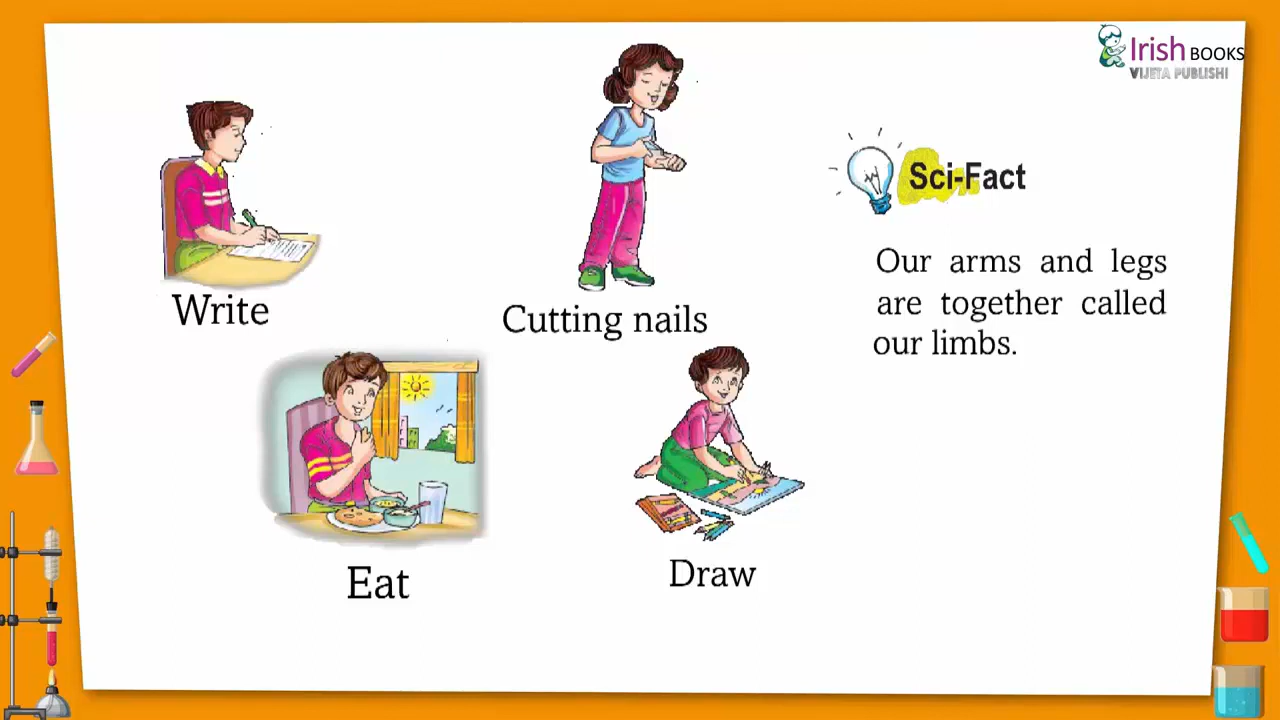 Irish BOOKS
VIJETA PUBLISHI
Sci-Fact
Our arms and legs
are together called
our limbs.
Write
Cutting nails
Eat
Draw